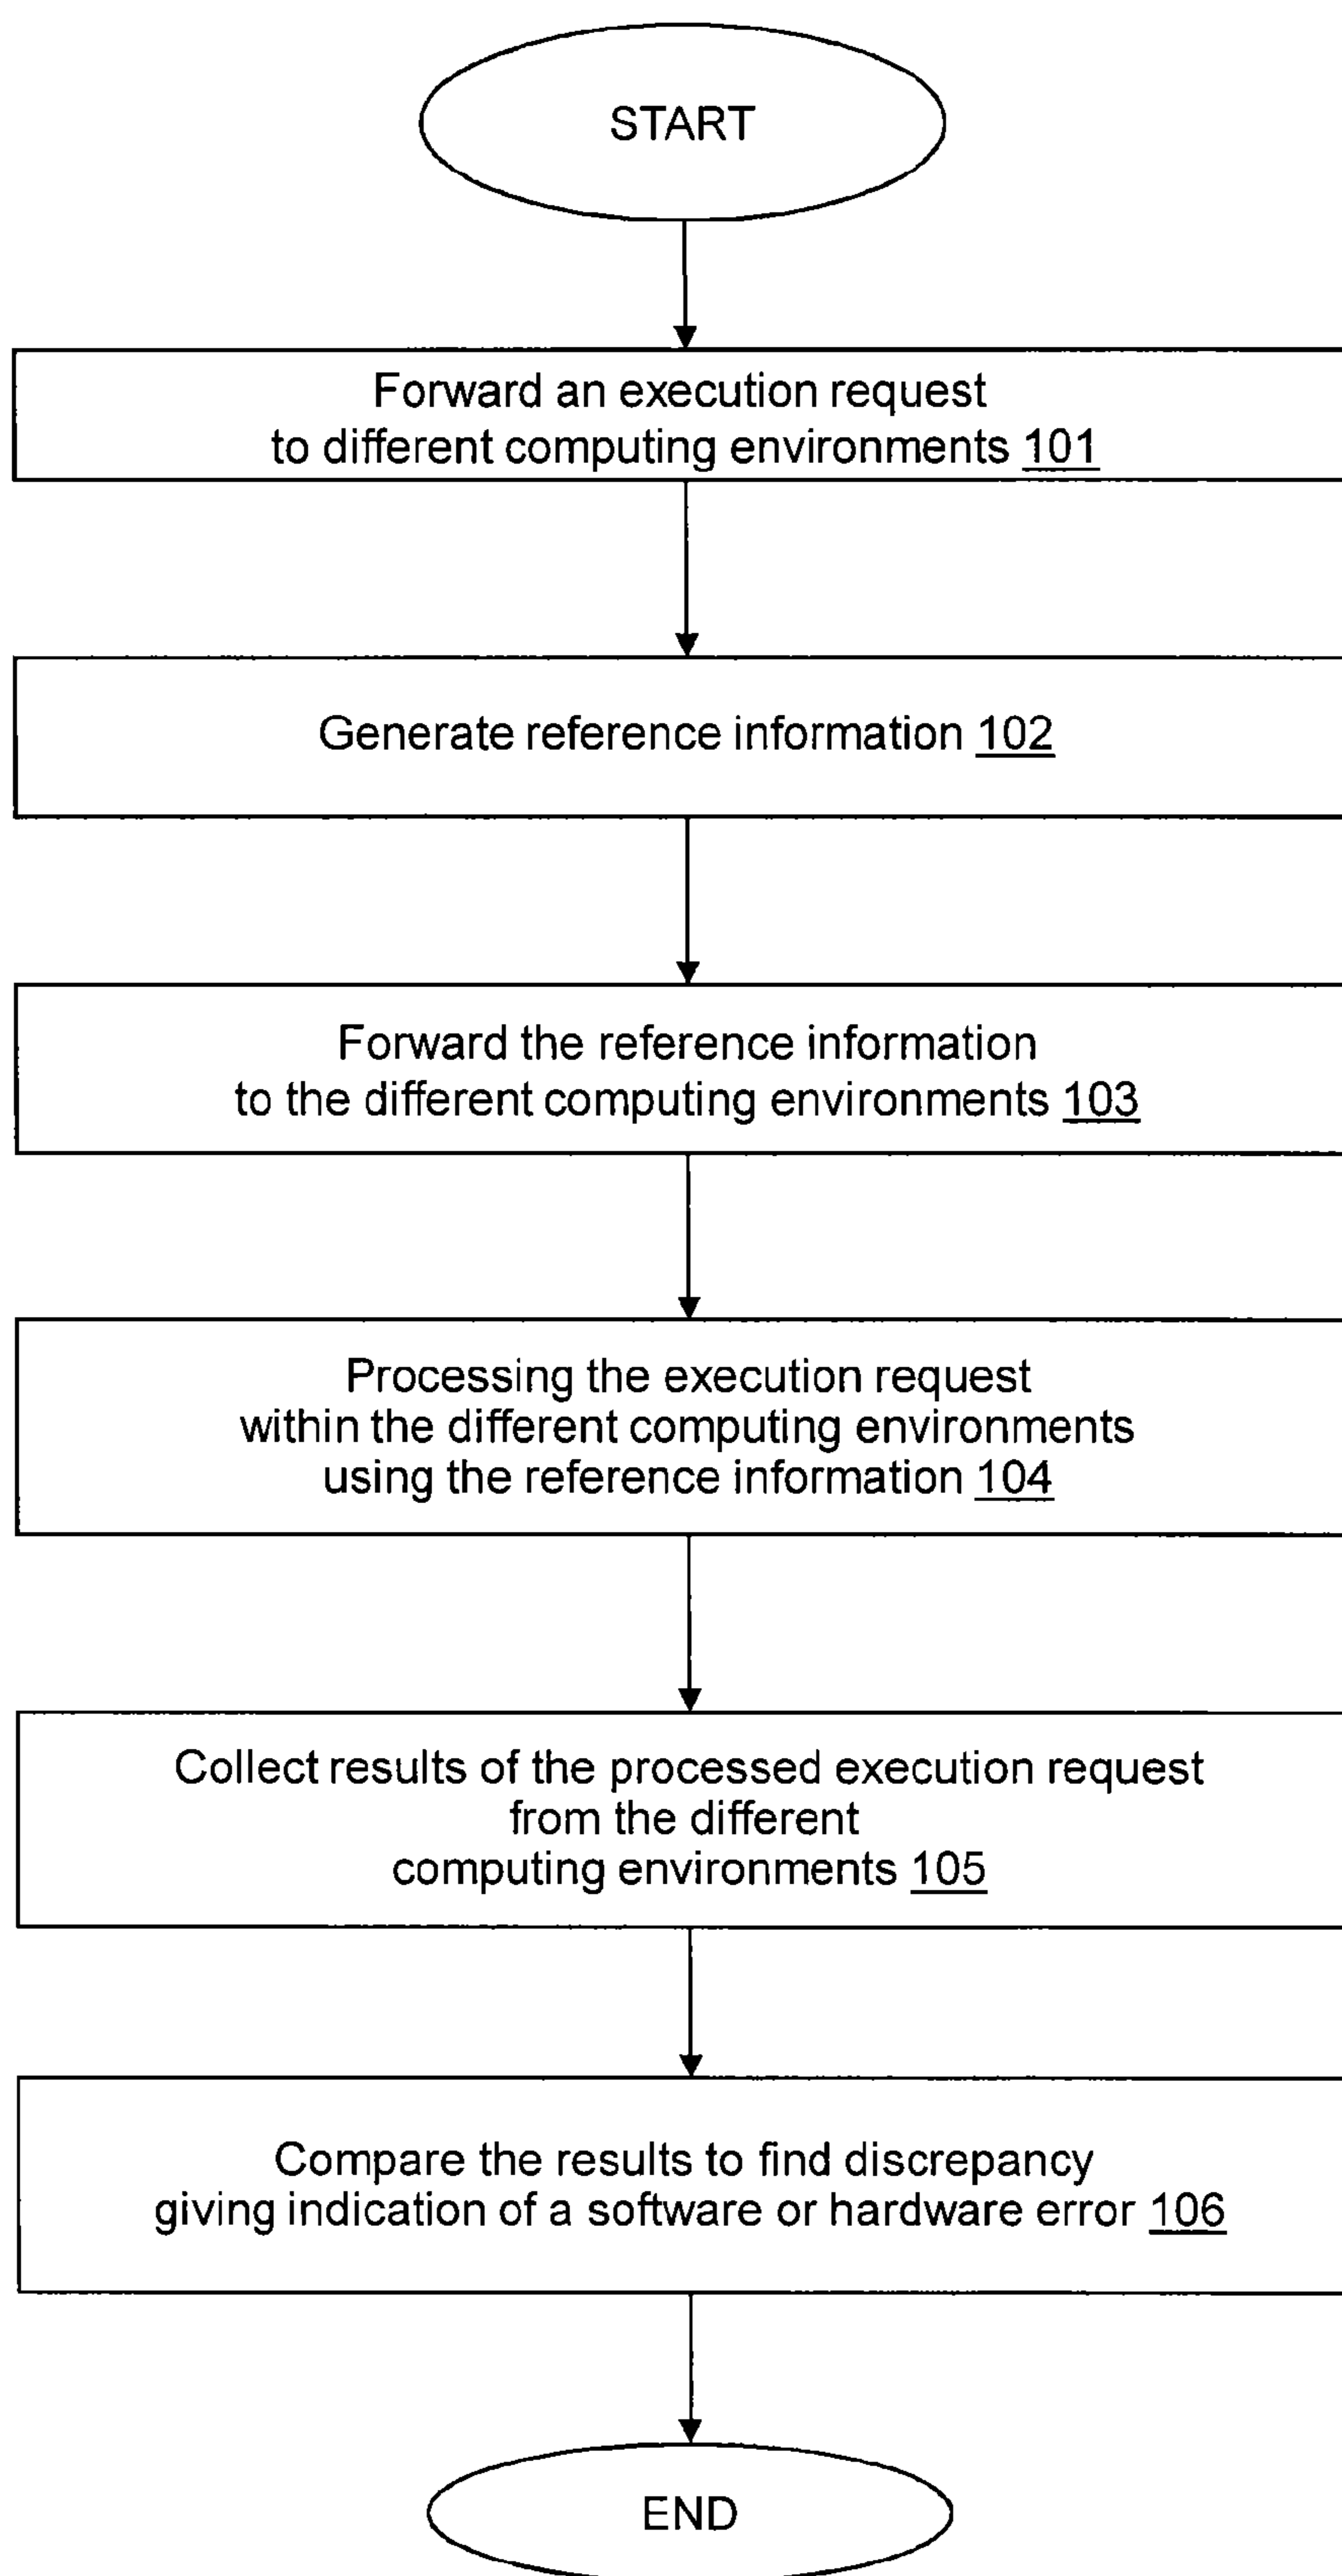 START
Forward an execution request
to different computing environments 101
Generate reference information 102
Forward the reference information
to the different computing environments 103
Processing the execution request
within the different computing environments
using the reference information 104
Collect results of the processed execution request
from the different
computing environments 105
Compare the results to find discrepancy
giving indication of a software or hardware error 106
END